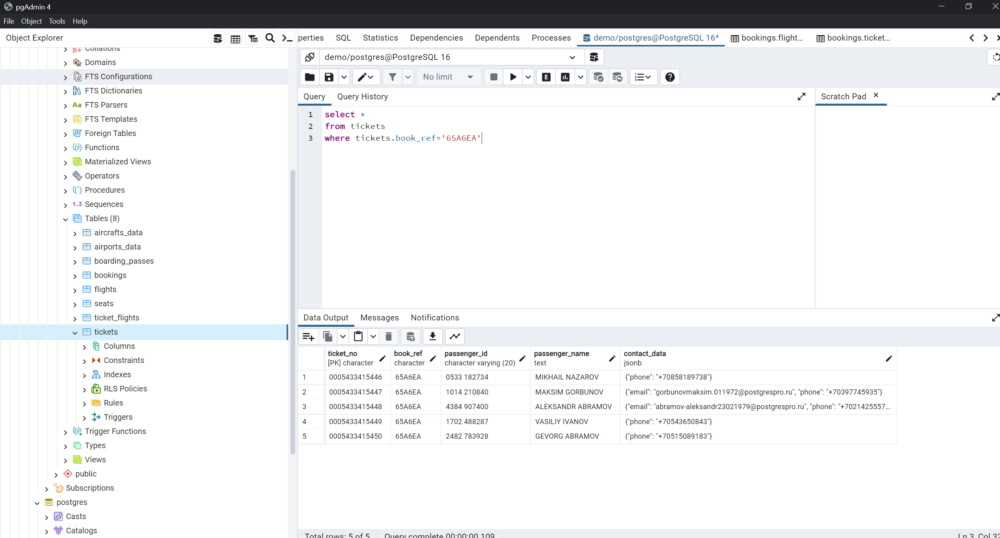 pgAdmin 4
File Object Tools Help
Object Explorer
perties SQL Statistics Dependencies Dependents Processes demo/postgres@PostgreSQL 16* bookings.flight... bookings.ticket...
Collations
Domains
FTS Configurations
FTS Dictionaries
Aa FTS Parsers
FTS Templates
Foreign Tables
Functions
Materialized Views
Operators
Procedures
1..3 Sequences
Tables (8)
aircrafts_data
airports_data
boarding_passes
bookings
flights
seats
ticket_flights
tickets
Columns
Constraints
Indexes
RLS Policies
Rules
Triggers
Trigger Functions
Types
Views
public
Subscriptions
postgres
Casts
Catalogs
demo/postgres@PostgreSQL 16
No limit
Query Query History
Scratch Pad
1 select *
2 from tickets
3 where tickets.book_ref='65A6EA'
Data Output Messages Notifications
ticket_no book_ref passenger_id passenger_name contact_data
[PK] character character character varying (20) text jsonb
1 0005433415446 65A6EA 0533 182734 MIKHAIL NAZAROV {"phone": "+70858189738"}
2 0005433415447 65A6EA 1014 210840 MAKSIM GORBUNOV {"email": "gorbunovmaksim.011972@postgrespro.ru", "phone": "+70397745935"}
3 0005433415448 65A6EA 4384 907400 ALEKSANDR ABRAMOV {"email": "abramov-aleksandr23021979@postgrespro.ru", "phone": "+7021425557...
4 0005433415449 65A6EA 1702 488287 VASILIY IVANOV {"phone": "+70543650843"}
5 0005433415450 65A6EA 2482 783928 GEVORG ABRAMOV {"phone": "+70515089183"}
Total rows: 5 of 5 Query complete 00:00:00.109 Ln 3, Col 32